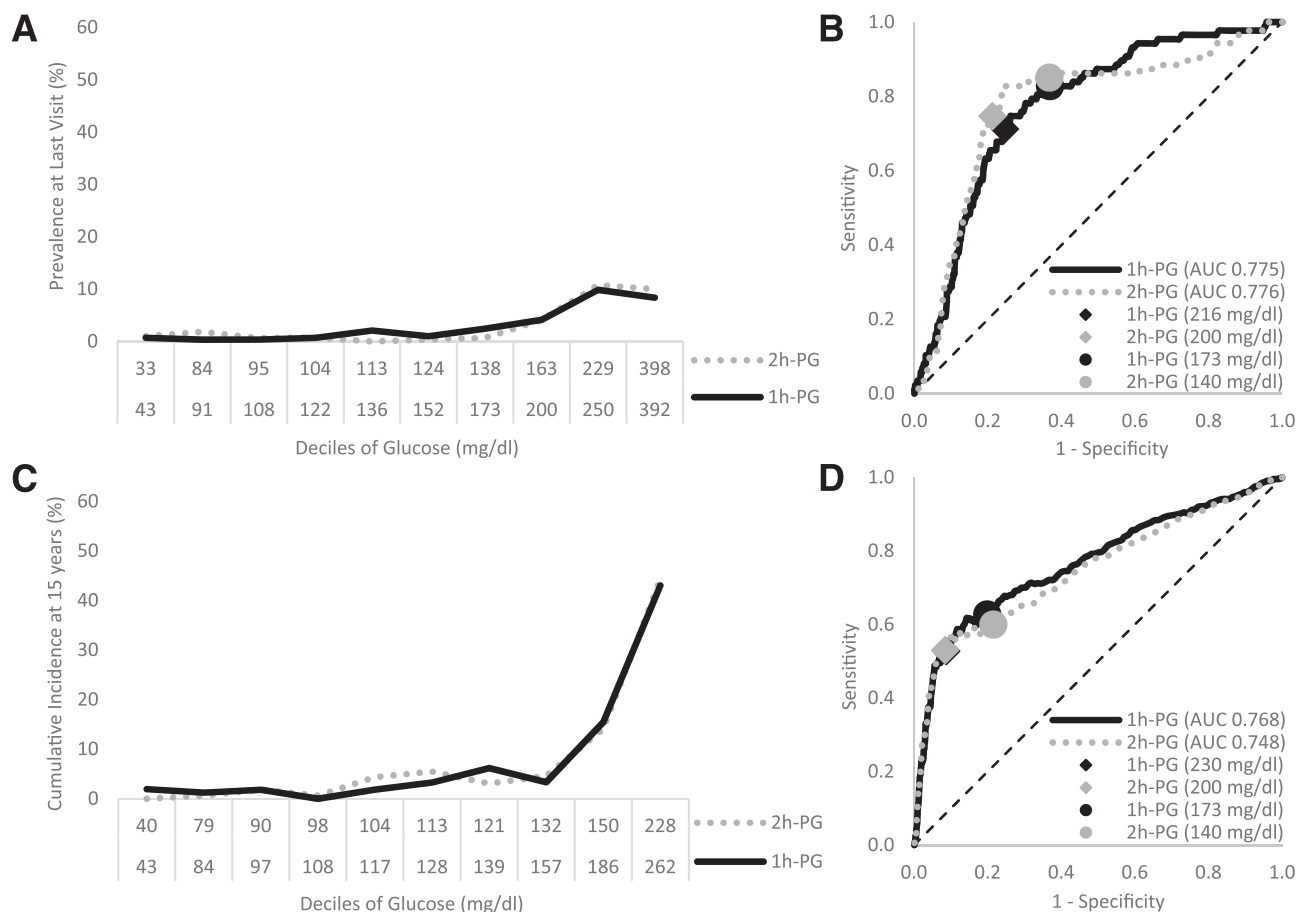 A
Prevalence at Last Visit (%)
60
50
40
30
20
10
0
33 84 95 104 113 124 138 163 229 398
43 91 108 122 136 152 173 200 250 392
2h-PG
1h-PG
Deciles of Glucose (mg/dl)
B
Sensitivity
1.0
0.8
0.6
0.4
0.2
0.0
1h-PG (AUC 0.775)
2h-PG (AUC 0.776)
1h-PG (216 mg/dl)
2h-PG (200 mg/dl)
1h-PG (173 mg/dl)
2h-PG (140 mg/dl)
0.0 0.2 0.4 0.6 0.8 1.0
1 - Specificity
C
Cumulative Incidence at 15 years (%)
60
50
40
30
20
10
0
40 79 90 98 104 113 121 132 150 228
43 84 97 108 117 128 139 157 186 262
2h-PG
1h-PG
Deciles of Glucose (mg/dl)
D
Sensitivity
1.0
0.8
0.6
0.4
0.2
0.0
1h-PG (AUC 0.768)
2h-PG (AUC 0.748)
1h-PG (230 mg/dl)
2h-PG (200 mg/dl)
1h-PG (173 mg/dl)
2h-PG (140 mg/dl)
0.0 0.2 0.4 0.6 0.8 1.0
1 - Specificity